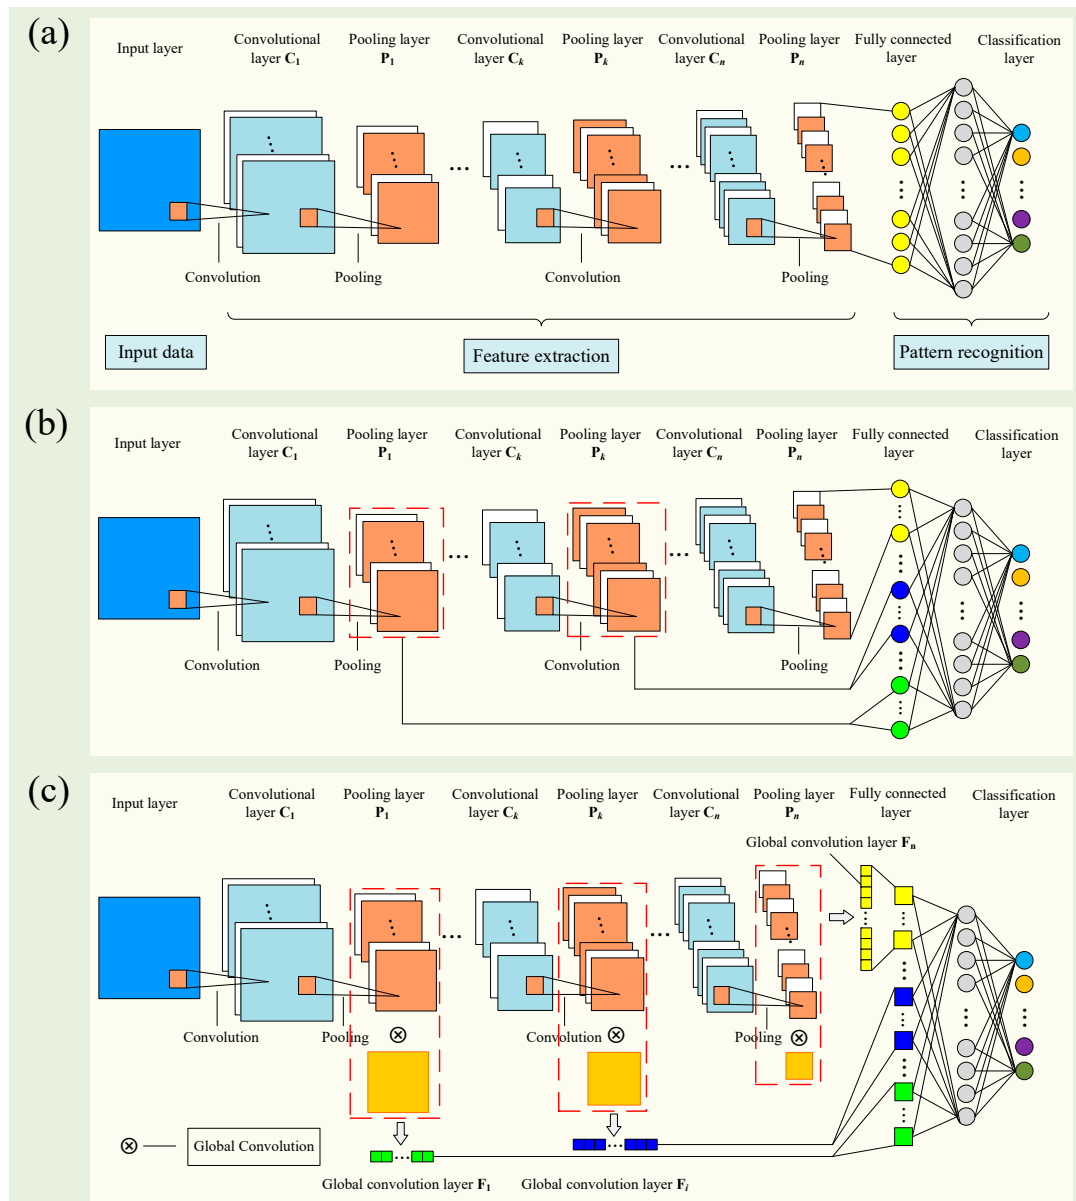 (a)
Input layer
Convolutional
layer C1
Pooling layer
P1
Convolutional
layer Ck
Pooling layer
Pk
Convolutional
layer Cn
Pooling layer
Pn
Fully connected
layer
Classification
layer
Convolution
Pooling
Convolution
Pooling
Input data
Feature extraction
Pattern recognition
(b)
Input layer
Convolutional
layer C1
Pooling layer
P1
Convolutional
layer Ck
Pooling layer
Pk
Convolutional
layer Cn
Pooling layer
Pn
Fully connected
layer
Classification
layer
Convolution
Pooling
Convolution
Pooling
(c)
Input layer
Convolutional
layer C1
Pooling layer
P1
Convolutional
layer Ck
Pooling layer
Pk
Convolutional
layer Cn
Pooling layer
Pn
Fully connected
layer
Classification
layer
Global convolution layer Fn
Convolution
Pooling
Convolution
Pooling
Global Convolution
Global convolution layer F1
Global convolution layer Fi